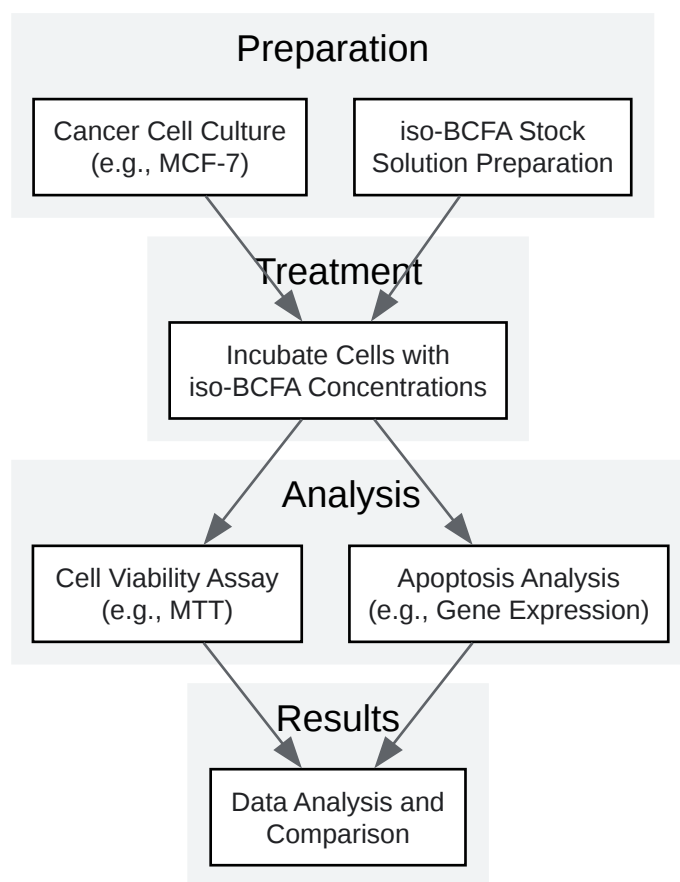 Preparation
Cancer Cell Culture
(e.g., MCF-7)
iso-BCFA Stock
Solution Preparation
Treatment
Incubate Cells with
iso-BCFA Concentrations
Analysis
Cell Viability Assay
(e.g., MTT)
Apoptosis Analysis
(e.g., Gene Expression)
Results
Data Analysis and
Comparison